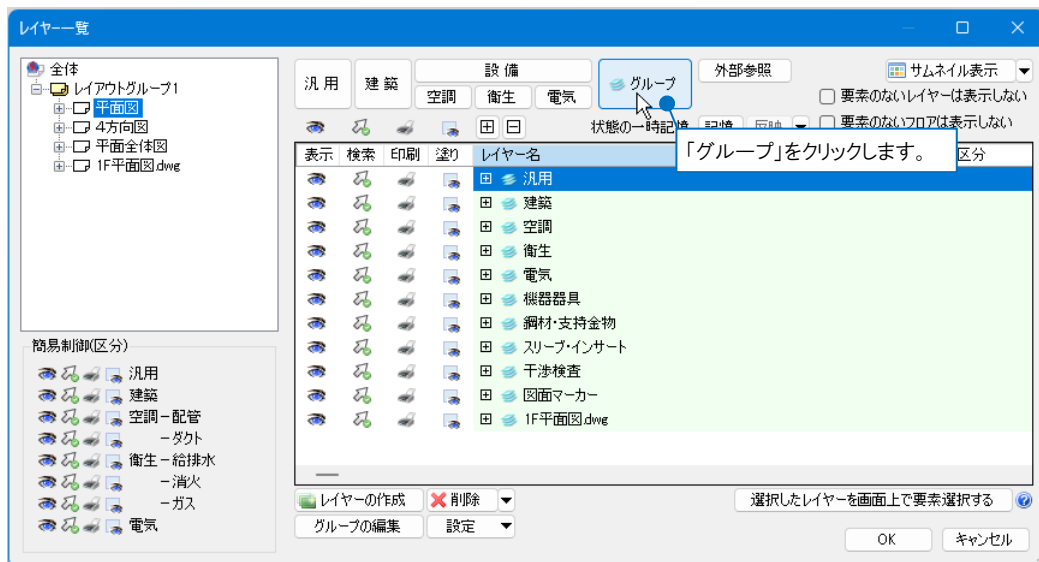 レイヤー一覧
全体
レイアウトグループ1
平面図
4方向図
平面全体図
1F平面図.dwg
汎用 建築 設備 グループ 外部参照 サムネイル表示
空調 衛生 電気
要素のないレイヤーは表示しない
状態の一時記憶 記憶 反映 要素のないフロアは表示しない
「グループ」をクリックします。
表示 検索 印刷 塗り レイヤー名 区分
汎用
建築
空調
衛生
電気
機器器具
鋼材・支持金物
スリーブ・インサート
干渉検査
図面マーカー
1F平面図.dwg
簡易制御(区分)
汎用
建築
空調－配管
－ダクト
衛生－給排水
－消火
－ガス
電気
レイヤーの作成 削除 選択したレイヤーを画面上で要素選択する
グループの編集 設定
OK キャンセル